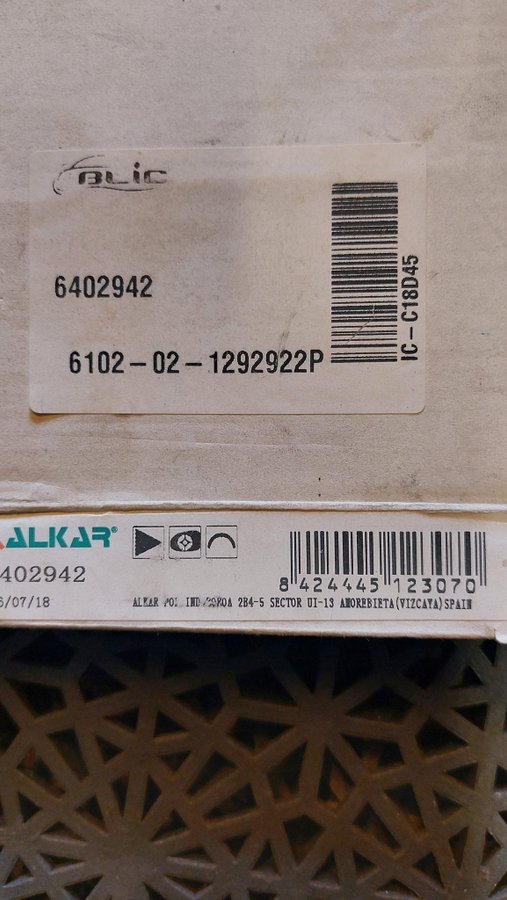 BLIC
6402942
6102-02-1292922P
IC-C18D45
ALKAR®
402942
6/07/18
8 424445 123070
ALKAR POL IND 2B4-5 SECTOR UI-13 AMOREBIETA(VIZCAYA)SPAIN